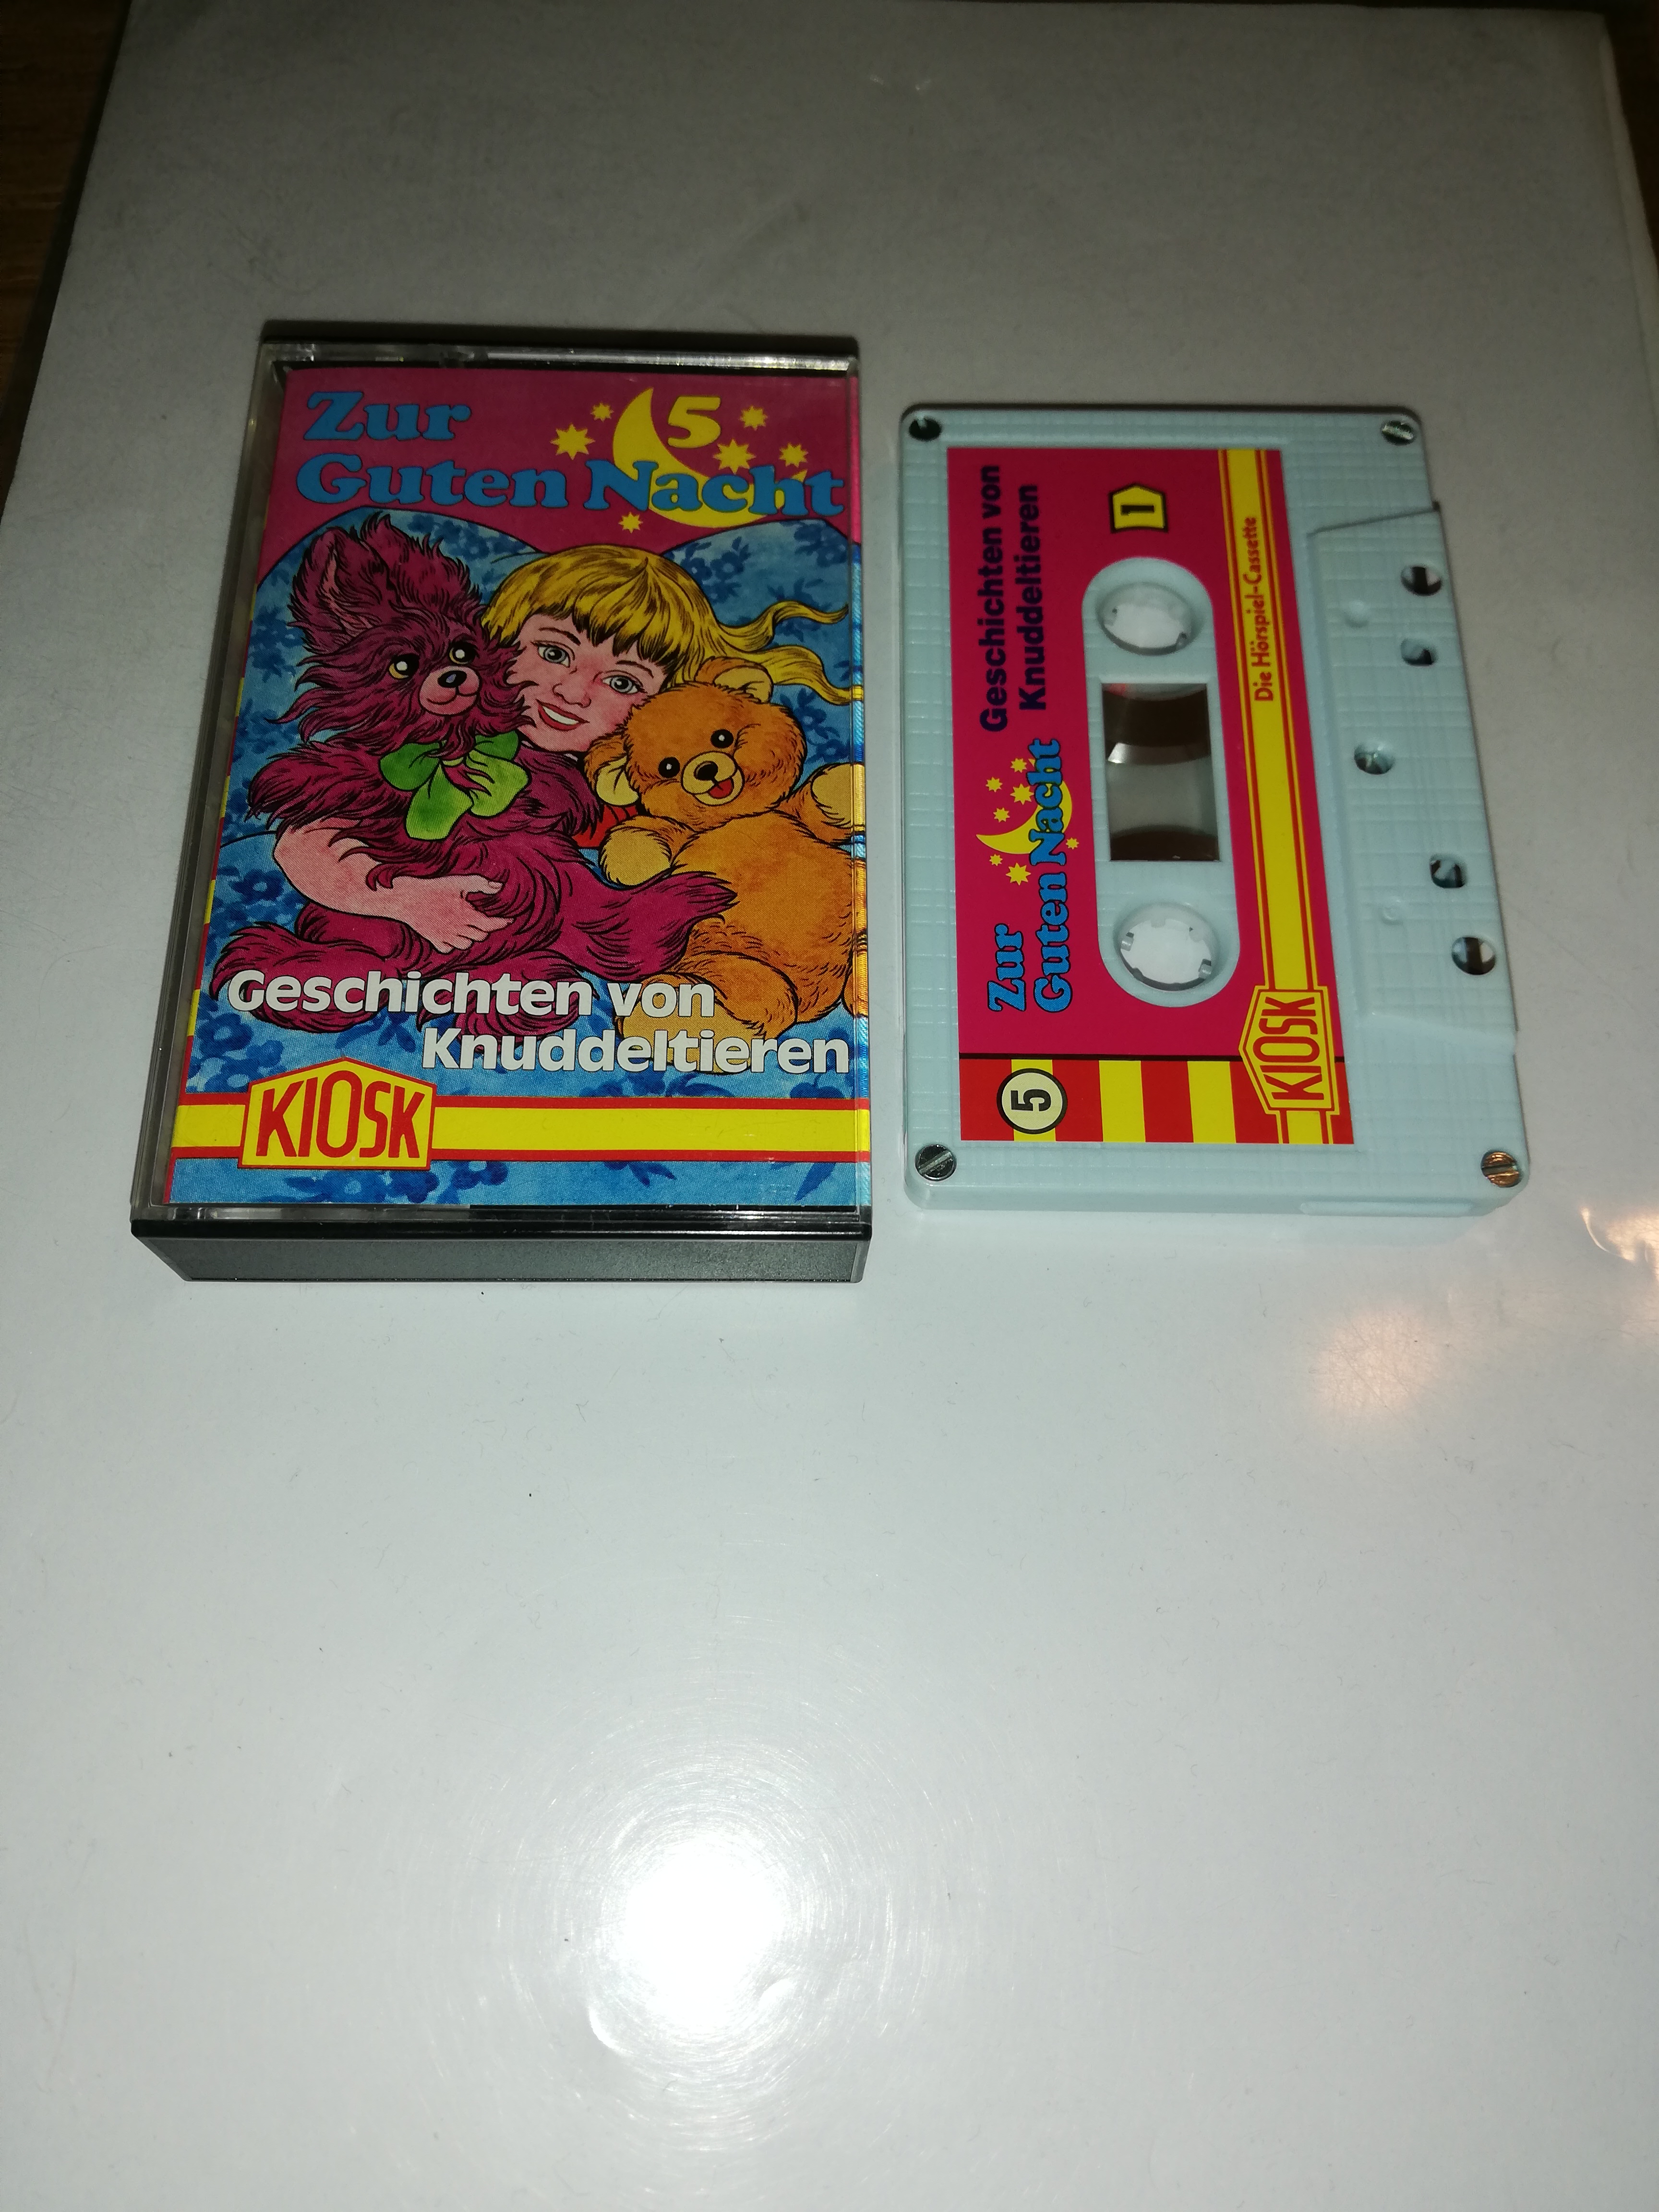 Zur
5
Guten Nacht
Geschichten von
Knuddeltieren
KIOSK
Geschichten von
Knuddeltieren
1
Zur
Guten Nacht
Die Hörspiel-Cassette
5
KIOSK